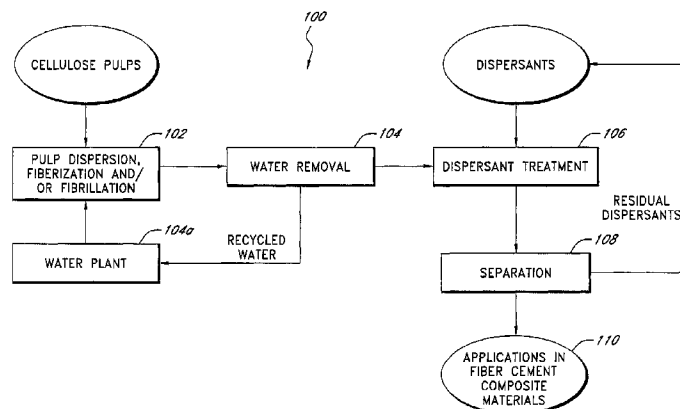 100
CELLULOSE PULPS
DISPERSANTS
102
PULP DISPERSION,
FIBERIZATION AND/
OR FIBRILLATION
104
WATER REMOVAL
106
DISPERSANT TREATMENT
RESIDUAL
DISPERSANTS
104a
WATER PLANT
RECYCLED
WATER
108
SEPARATION
110
APPLICATIONS IN
FIBER CEMENT
COMPOSITE
MATERIALS